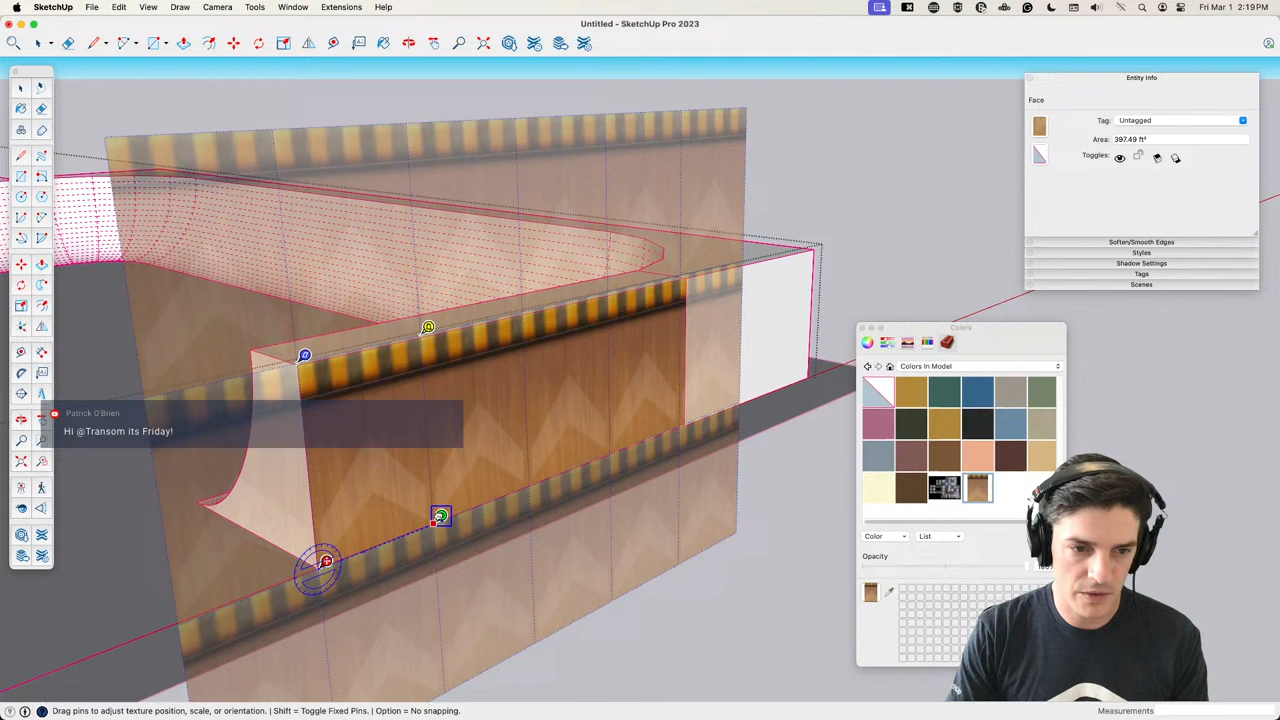 SketchUp File Edit View Draw Camera Tools Window Extensions Help Fri Mar 1 2:19 PM
Untitled - SketchUp Pro 2023
Entity Info
Face
Tag: Untagged
Area: 397.49 ft²
Toggles:
Soften/Smooth Edges
Styles
Shadow Settings
Tags
Scenes
Colors
Colors In Model
Patrick O'Brien
Hi @Transom its Friday!
Color List
Opacity
Drag pins to adjust texture position, scale, or orientation. | Shift = Toggle Fixed Pins. | Option = No snapping.
Measurements